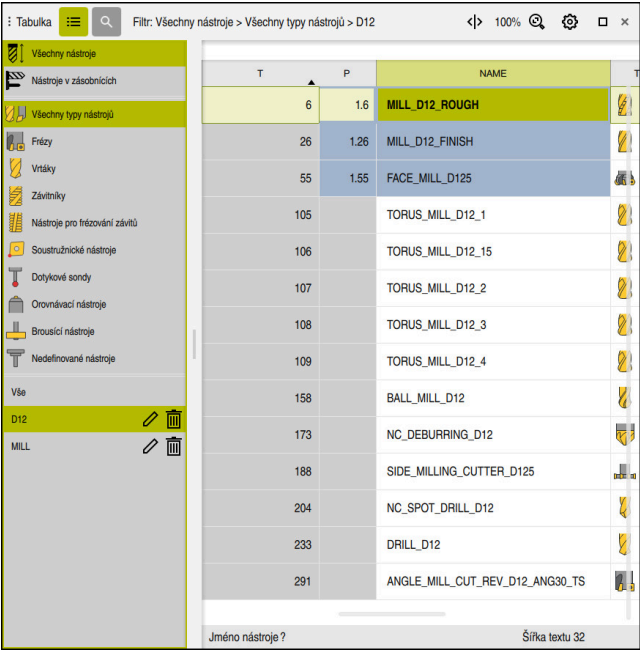 Tabulka
Filtr: Všechny nástroje > Všechny typy nástrojů > D12
100%
Všechny nástroje
Nástroje v zásobnících
Všechny typy nástrojů
Frézy
Vrtáky
Závitníky
Nástroje pro frézování závitů
Soustružnické nástroje
Dotykové sondy
Orovnávací nástroje
Brousící nástroje
Nedefinované nástroje
Vše
D12
MILL
T P NAME T
6 1.6 MILL_D12_ROUGH
26 1.26 MILL_D12_FINISH
55 1.55 FACE_MILL_D125
105 TORUS_MILL_D12_1
106 TORUS_MILL_D12_15
107 TORUS_MILL_D12_2
108 TORUS_MILL_D12_3
109 TORUS_MILL_D12_4
158 BALL_MILL_D12
173 NC_DEBURRING_D12
188 SIDE_MILLING_CUTTER_D125
204 NC_SPOT_DRILL_D12
233 DRILL_D12
291 ANGLE_MILL_CUT_REV_D12_ANG30_TS
Jméno nástroje? Šířka textu 32